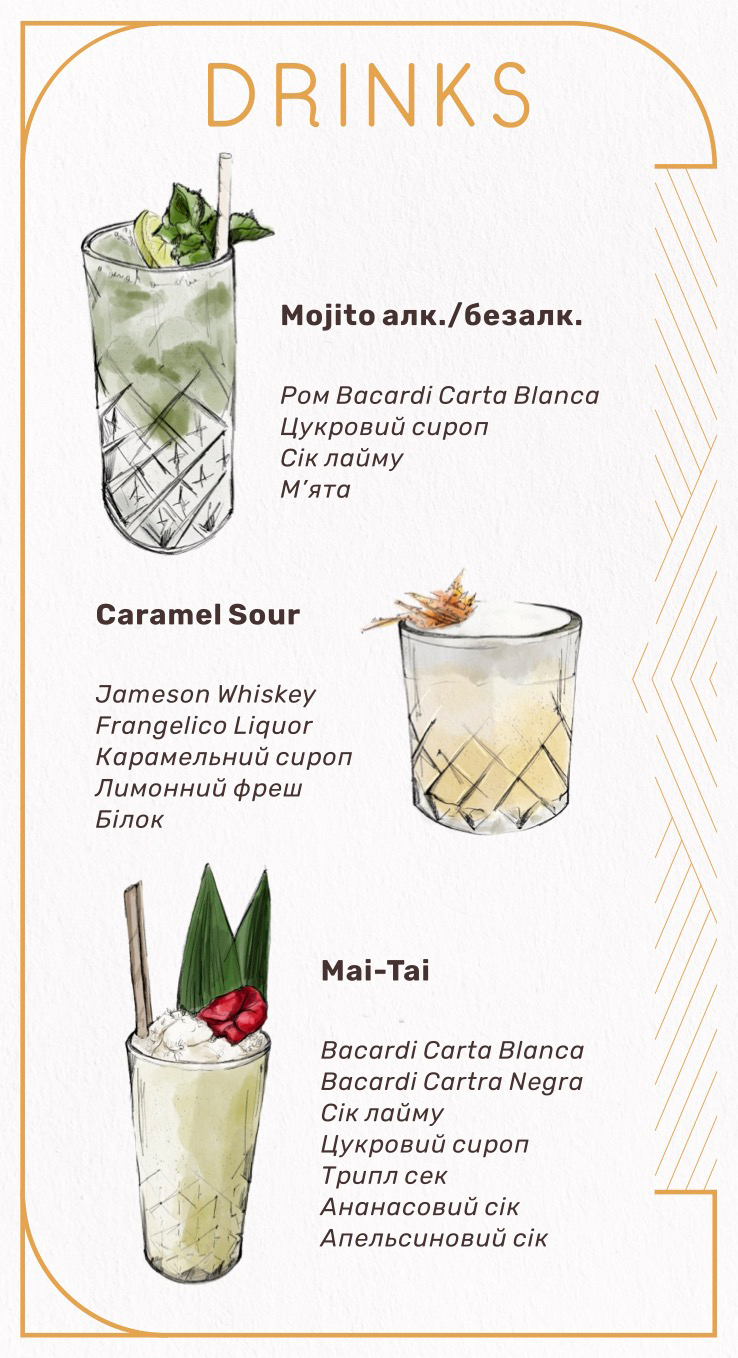 DRINKS
Mojito алк./безалк.
Ром Bacardi Carta Blanca
Цукровий сироп
Сік лайму
М’ята
Caramel Sour
Jameson Whiskey
Frangelico Liquor
Карамельний сироп
Лимонний фреш
Білок
Mai-Tai
Bacardi Carta Blanca
Bacardi Cartra Negra
Сік лайму
Цукровий сироп
Трипл сек
Ананасовий сік
Апельсиновий сік